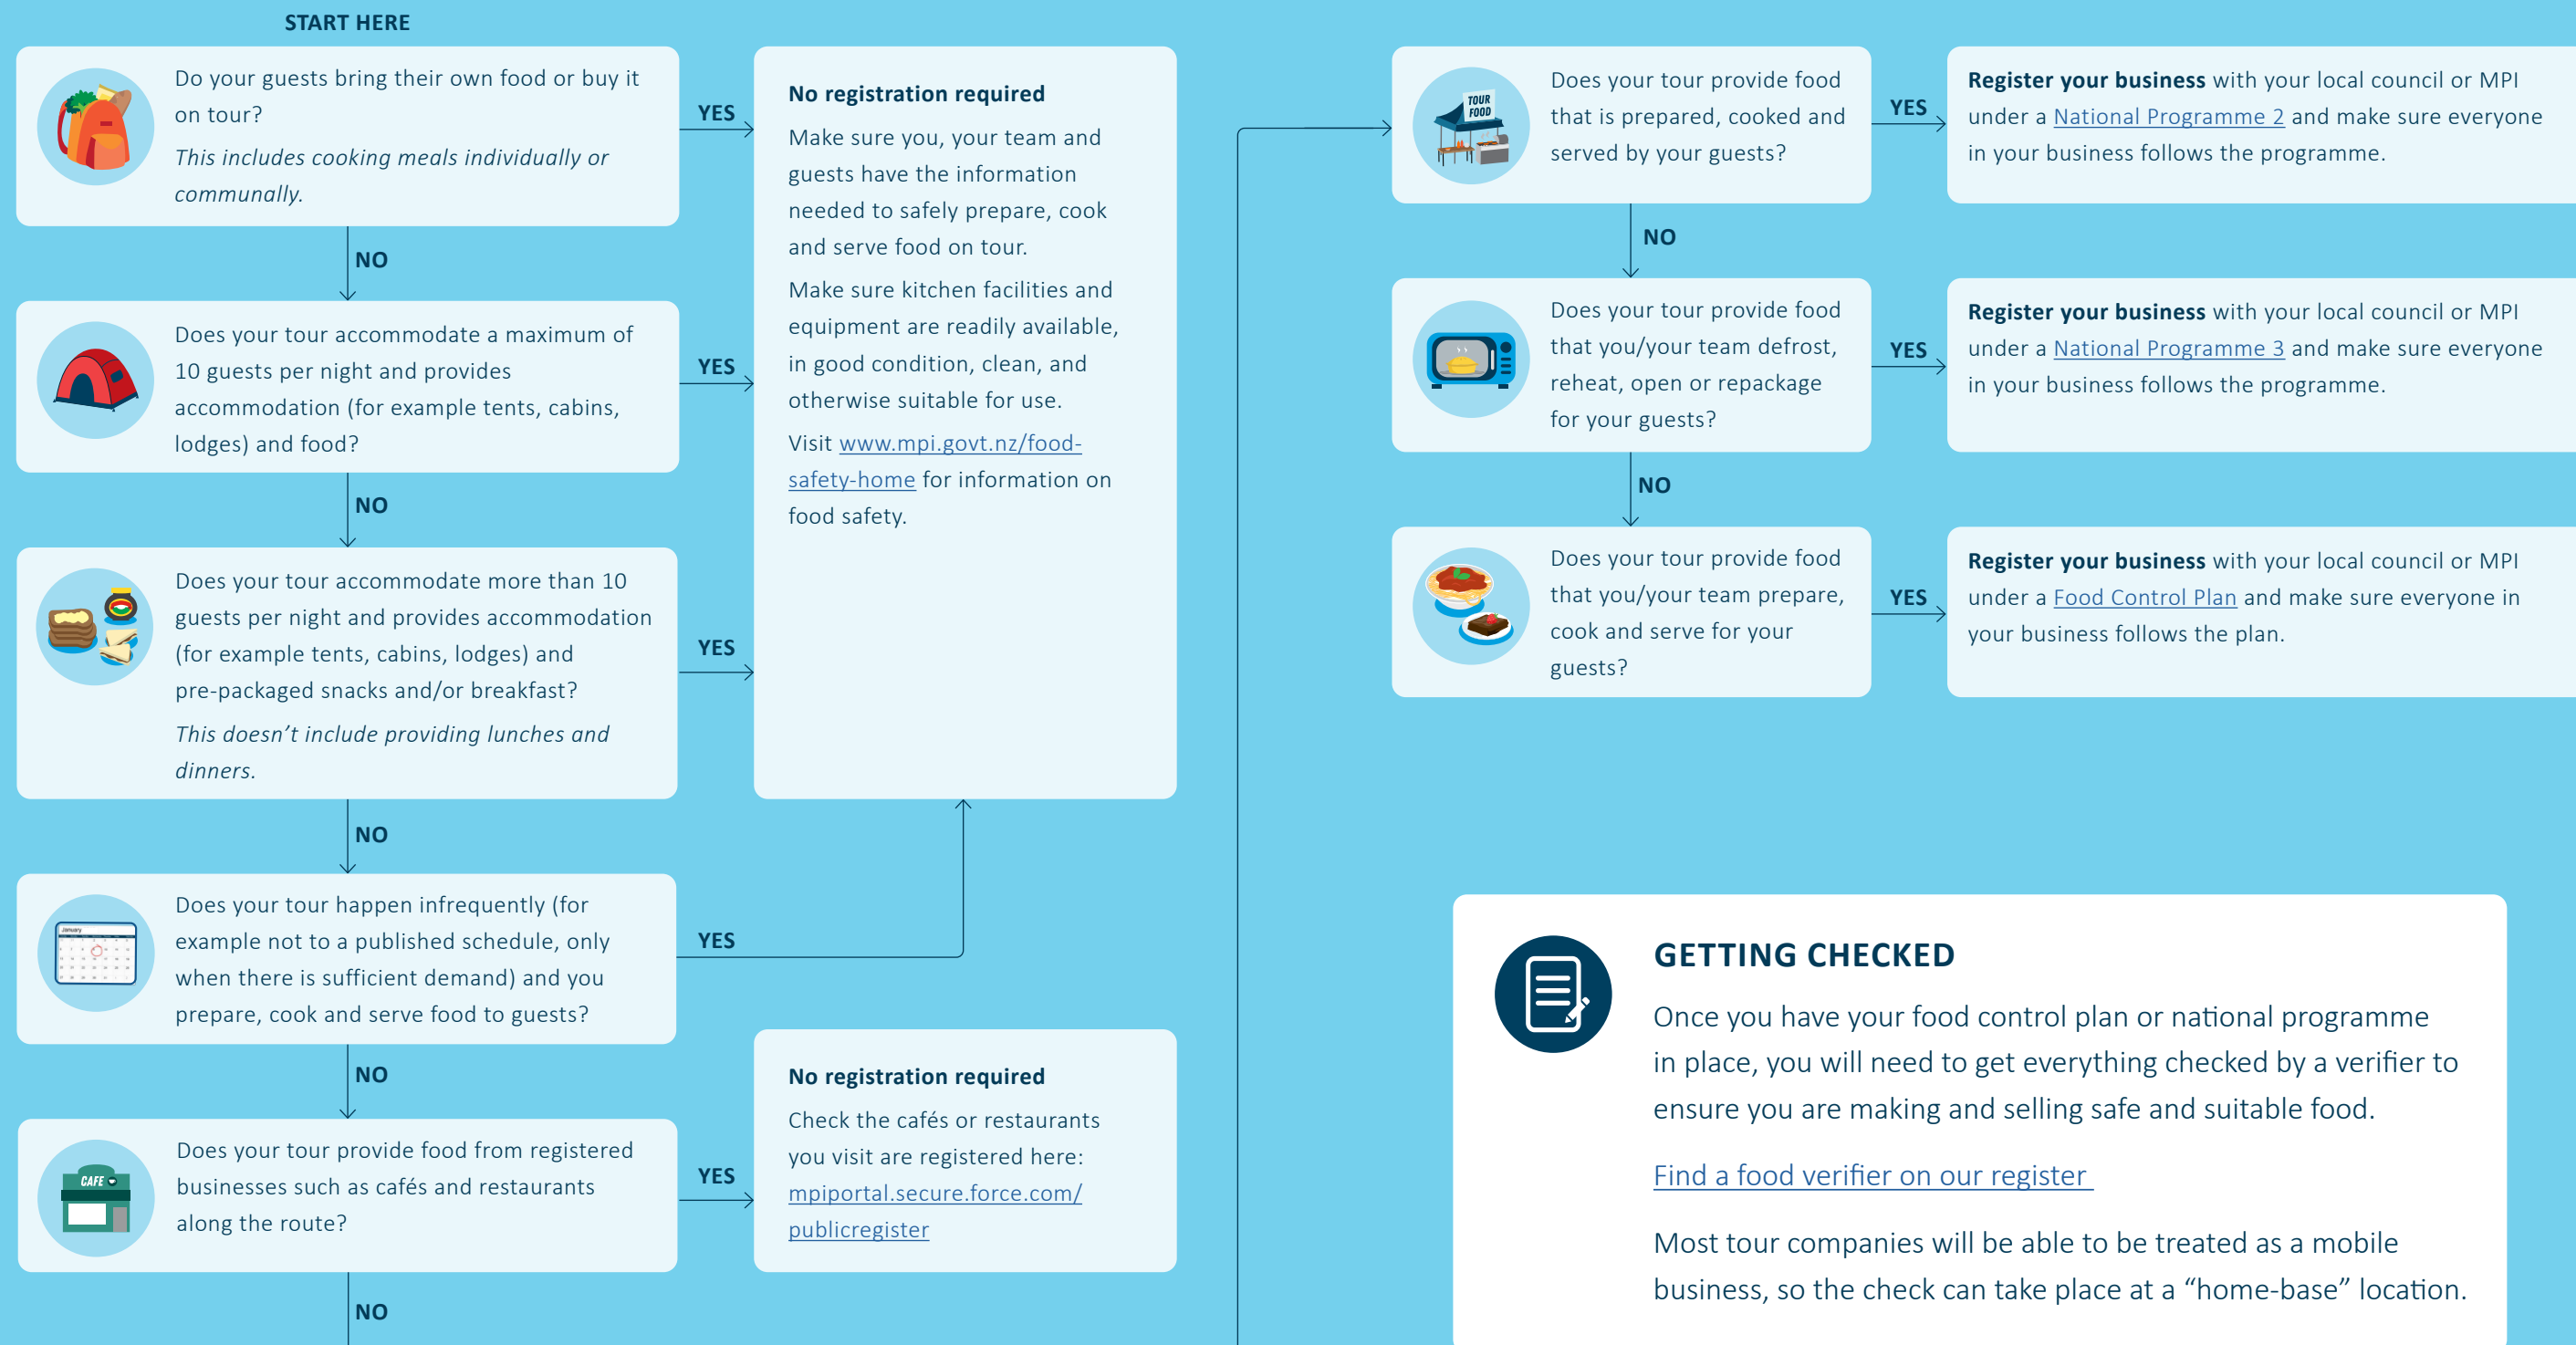 START HERE
Do your guests bring their own food or buy it
on tour?
This includes cooking meals individually or
communally.
YES
NO
Does your tour accommodate a maximum of
10 guests per night and provides
accommodation (for example tents, cabins,
lodges) and food?
YES
NO
Does your tour accommodate more than 10
guests per night and provides accommodation
(for example tents, cabins, lodges) and
pre-packaged snacks and/or breakfast?
This doesn’t include providing lunches and
dinners.
YES
NO
January
Does your tour happen infrequently (for
example not to a published schedule, only
when there is sufficient demand) and you
prepare, cook and serve food to guests?
YES
NO
CAFE
Does your tour provide food from registered
businesses such as cafés and restaurants
along the route?
YES
NO
No registration required
Make sure you, your team and
guests have the information
needed to safely prepare, cook
and serve food on tour.
Make sure kitchen facilities and
equipment are readily available,
in good condition, clean, and
otherwise suitable for use.
Visit www.mpi.govt.nz/food-
safety-home for information on
food safety.
No registration required
Check the cafés or restaurants
you visit are registered here:
mpiportal.secure.force.com/
publicregister
TOUR
FOOD
Does your tour provide food
that is prepared, cooked and
served by your guests?
YES
Register your business with your local council or MPI
under a National Programme 2 and make sure everyone
in your business follows the programme.
NO
Does your tour provide food
that you/your team defrost,
reheat, open or repackage
for your guests?
YES
Register your business with your local council or MPI
under a National Programme 3 and make sure everyone
in your business follows the programme.
NO
Does your tour provide food
that you/your team prepare,
cook and serve for your
guests?
YES
Register your business with your local council or MPI
under a Food Control Plan and make sure everyone in
your business follows the plan.
GETTING CHECKED
Once you have your food control plan or national programme
in place, you will need to get everything checked by a verifier to
ensure you are making and selling safe and suitable food.
Find a food verifier on our register
Most tour companies will be able to be treated as a mobile
business, so the check can take place at a “home-base” location.